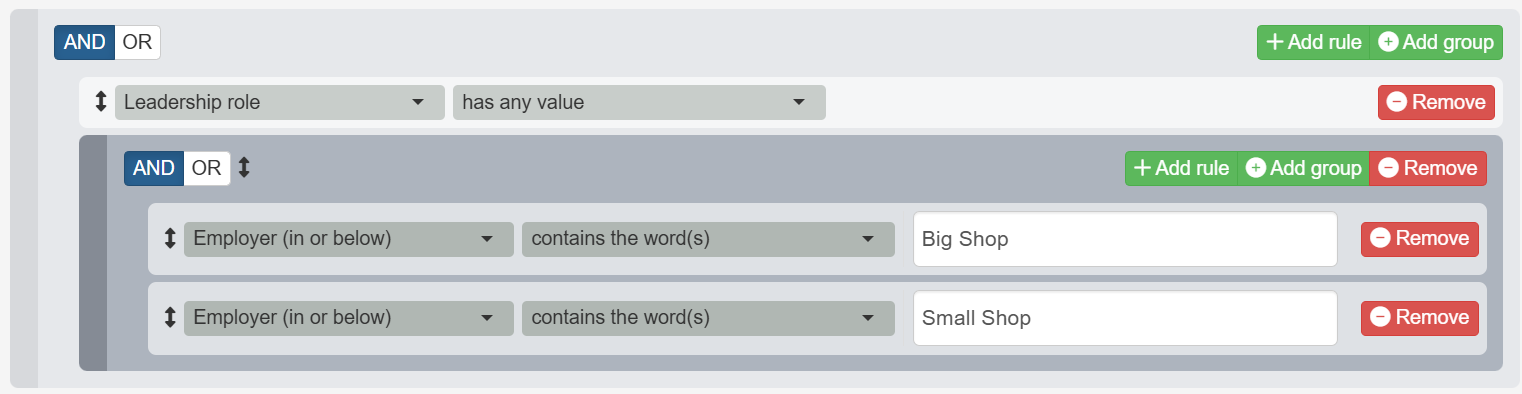 AND OR Add rule Add group
Leadership role has any value Remove
AND OR Add rule Add group Remove
Employer (in or below) contains the word(s) Big Shop Remove
Employer (in or below) contains the word(s) Small Shop Remove